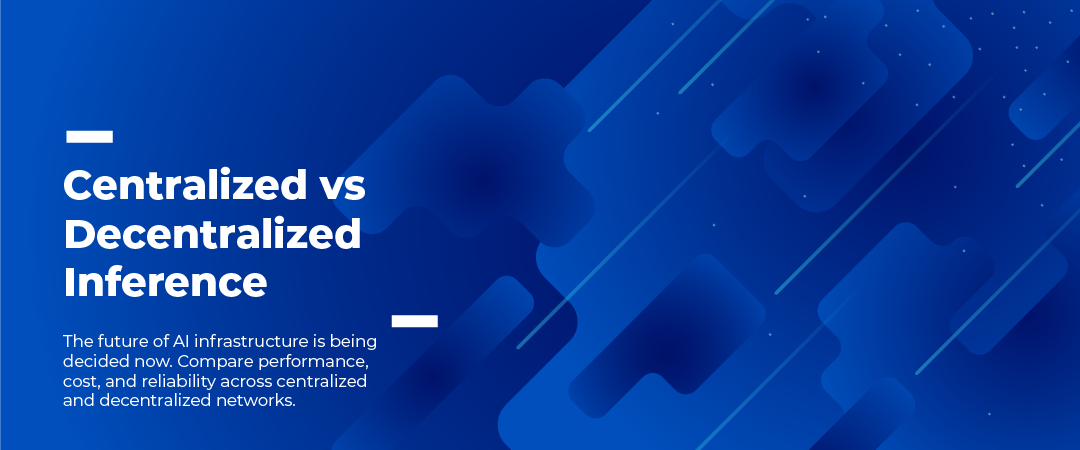 Centralized vs
Decentralized
Inference
The future of AI infrastructure is being
decided now. Compare performance,
cost, and reliability across centralized
and decentralized networks.